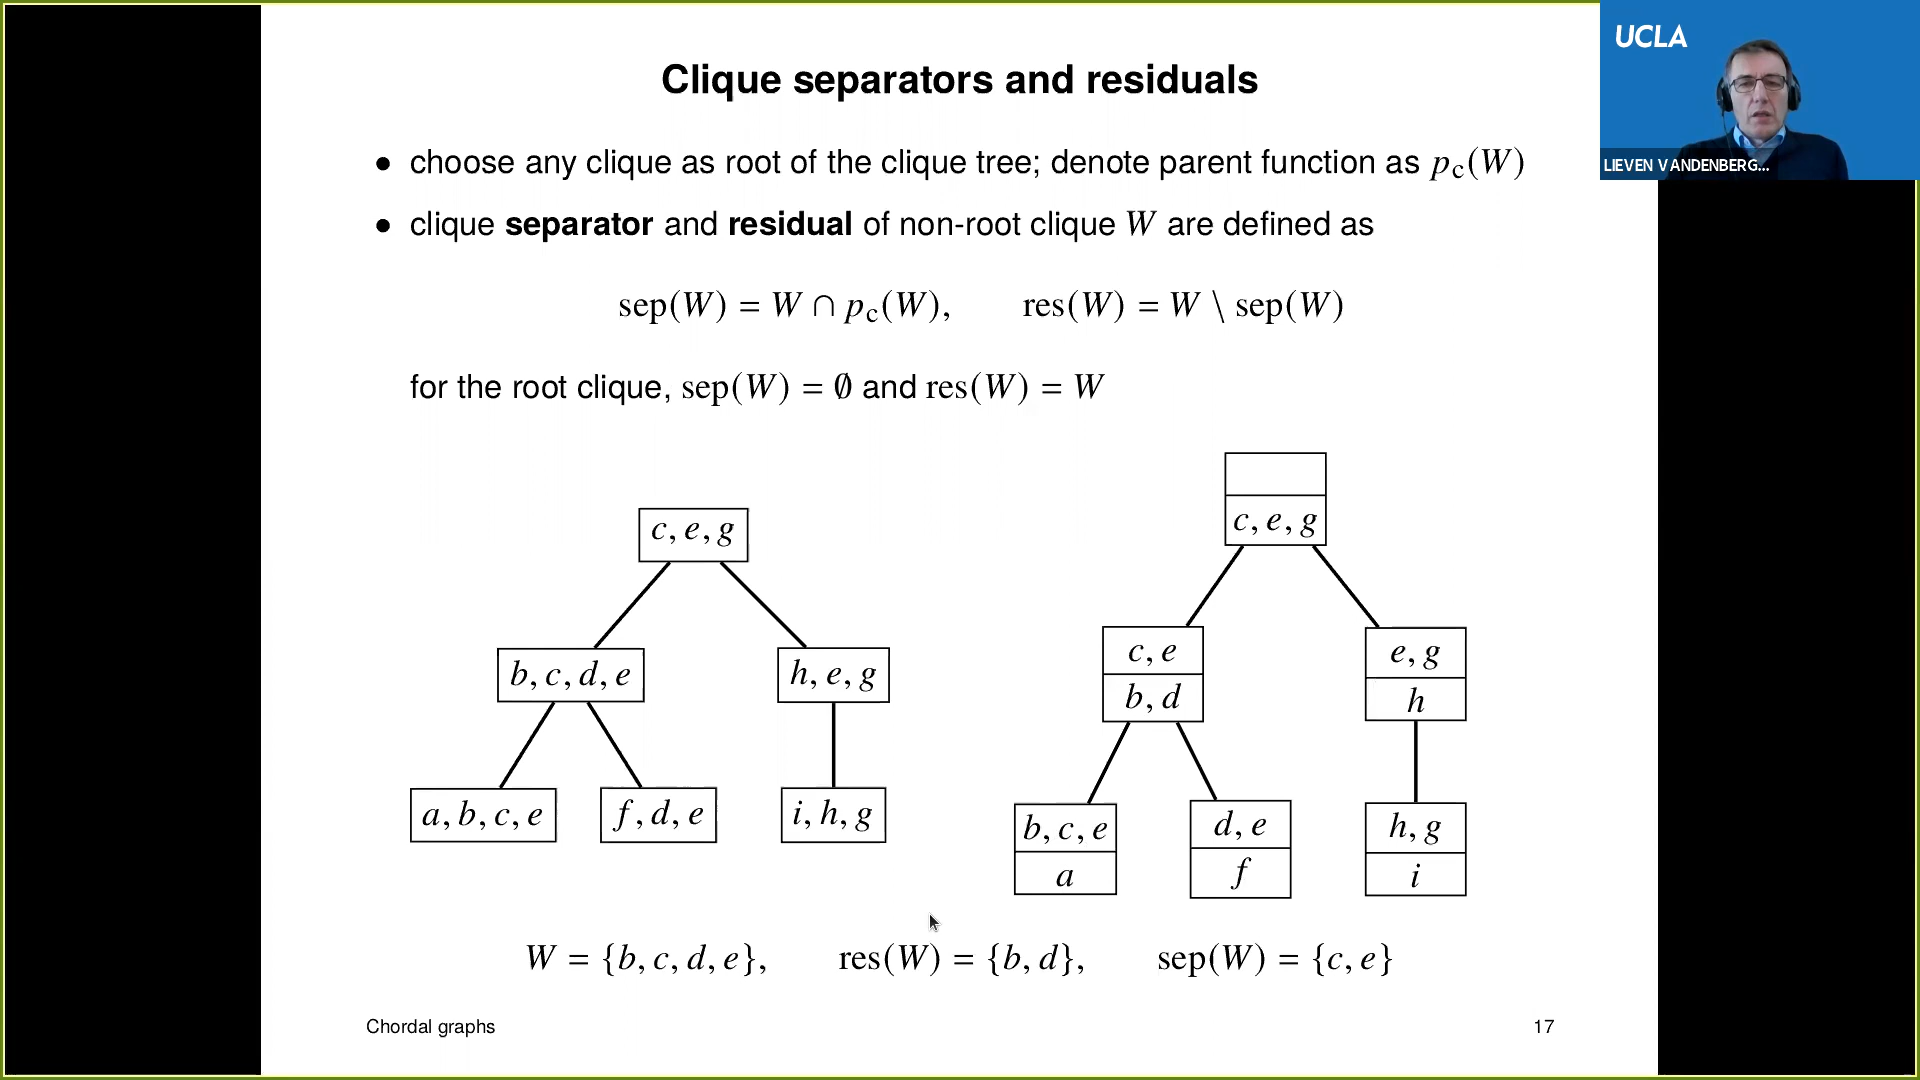 UCLA
LIEVEN VANDENBERG...
Clique separators and residuals
• choose any clique as root of the clique tree; denote parent function as p_c(W)
• clique separator and residual of non-root clique W are defined as
sep(W) = W ∩ p_c(W), res(W) = W \ sep(W)
for the root clique, sep(W) = ∅ and res(W) = W
c, e, g
b, c, d, e
h, e, g
a, b, c, e
f, d, e
i, h, g
c, e, g
c, e
b, d
e, g
h
b, c, e
a
d, e
f
h, g
i
W = {b, c, d, e}, res(W) = {b, d}, sep(W) = {c, e}
Chordal graphs
17